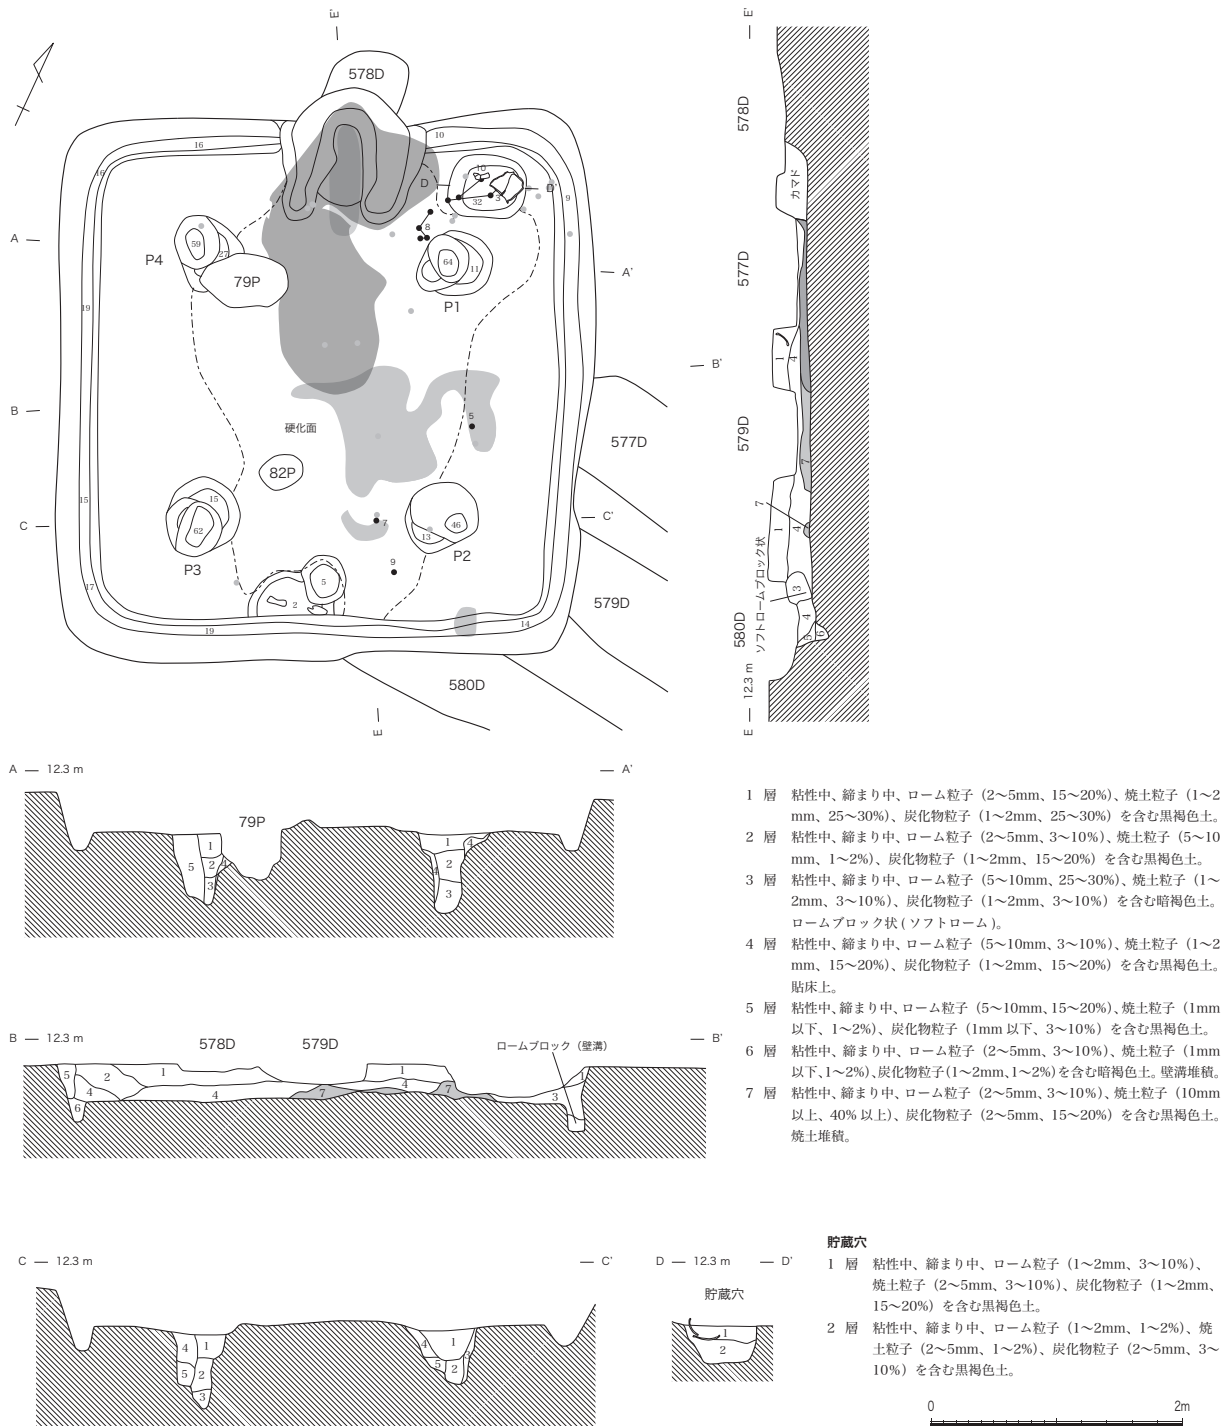 E'
578D
16
10
16
D
10
D'
32
3
9
8
A
59
27
P4
79P
64
11
A'
P1
19
B
硬化面
5
577D
82P
15
15
62
C
7
46
13
C'
P3
P2
9
5
17
2
19
14
579D
580D
E
E'
578D
カマド
577D
B'
1
4
579D
7
7
1
4
ソフトロームブロック状
3
580D
4
5
6
E
12.3 m
A
12.3 m
A'
79P
1
5
2
4
3
1
4
2
4
3
B
12.3 m
578D
579D
ロームブロック（壁溝）
B'
5
2
1
4
6
4
7
1
4
7
3
1
C
12.3 m
C'
4
1
5
2
3
4
1
3
5
2
D
12.3 m
D'
貯蔵穴
1
2
1 層 粘性中、締まり中、ローム粒子（2～5mm、15～20%）、焼土粒子（1～2
mm、25～30%）、炭化物粒子（1～2mm、25～30%）を含む黒褐色土。
2 層 粘性中、締まり中、ローム粒子（2～5mm、3～10%）、焼土粒子（5～10
mm、1～2%）、炭化物粒子（1～2mm、15～20%）を含む黒褐色土。
3 層 粘性中、締まり中、ローム粒子（5～10mm、25～30%）、焼土粒子（1～
2mm、3～10%）、炭化物粒子（1～2mm、3～10%）を含む暗褐色土。
ロームブロック状 ( ソフトローム )。
4 層 粘性中、締まり中、ローム粒子（5～10mm、3～10%）、焼土粒子（1～2
mm、15～20%）、炭化物粒子（1～2mm、15～20%）を含む黒褐色土。
貼床上。
5 層 粘性中、締まり中、ローム粒子（5～10mm、15～20%）、焼土粒子（1mm
以下、1～2%）、炭化物粒子（1mm 以下、3～10%）を含む黒褐色土。
6 層 粘性中、締まり中、ローム粒子（2～5mm、3～10%）、焼土粒子（1mm
以下、1～2%）、炭化物粒子（1～2mm、1～2%）を含む暗褐色土。壁溝堆積。
7 層 粘性中、締まり中、ローム粒子（2～5mm、3～10%）、焼土粒子（10mm
以上、40% 以上）、炭化物粒子（2～5mm、15～20%）を含む黒褐色土。
焼土堆積。
貯蔵穴
1 層 粘性中、締まり中、ローム粒子（1～2mm、3～10%）、
焼土粒子（2～5mm、3～10%）、炭化物粒子（1～2mm、
15～20%）を含む黒褐色土。
2 層 粘性中、締まり中、ローム粒子（1～2mm、1～2%）、焼
土粒子（2～5mm、1～2%）、炭化物粒子（2～5mm、3～
10%）を含む黒褐色土。
0
2m